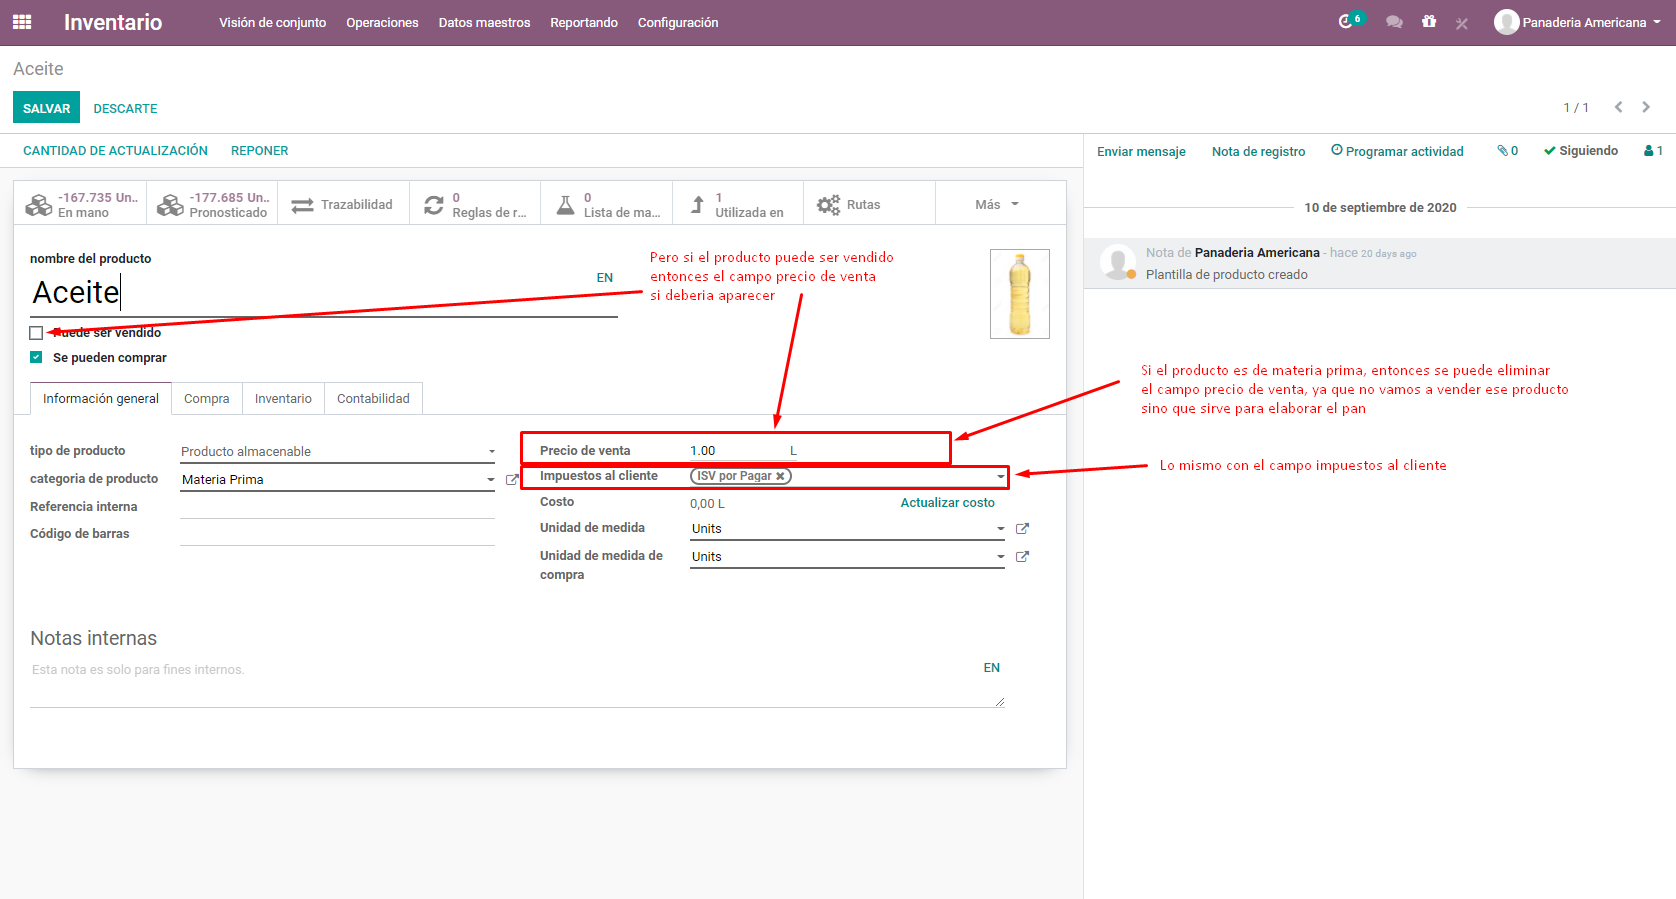 Inventario
Visión de conjunto
Operaciones
Datos maestros
Reportando
Configuración
6
Panaderia Americana
Aceite
SALVAR
DESCARTE
1 / 1
CANTIDAD DE ACTUALIZACIÓN
REPONER
Enviar mensaje
Nota de registro
Programar actividad
0
Siguiendo
1
-167.735 Un..
En mano
-177.685 Un..
Pronosticado
Trazabilidad
0
Reglas de r...
0
Lista de ma...
1
Utilizada en
Rutas
Más
10 de septiembre de 2020
Nota de Panaderia Americana - hace 20 days ago
Plantilla de producto creado
nombre del producto
Aceite
EN
Pero si el producto puede ser vendido
entonces el campo precio de venta
si deberia aparecer
Puede ser vendido
Se pueden comprar
Si el producto es de materia prima, entonces se puede eliminar
el campo precio de venta, ya que no vamos a vender ese producto
sino que sirve para elaborar el pan
Información general
Compra
Inventario
Contabilidad
tipo de producto
Producto almacenable
categoria de producto
Materia Prima
Referencia interna
Código de barras
Precio de venta
1.00
L
Impuestos al cliente
ISV por Pagar
Lo mismo con el campo impuestos al cliente
Costo
0,00 L
Actualizar costo
Unidad de medida
Units
Unidad de medida de
compra
Units
Notas internas
Esta nota es solo para fines internos.
EN